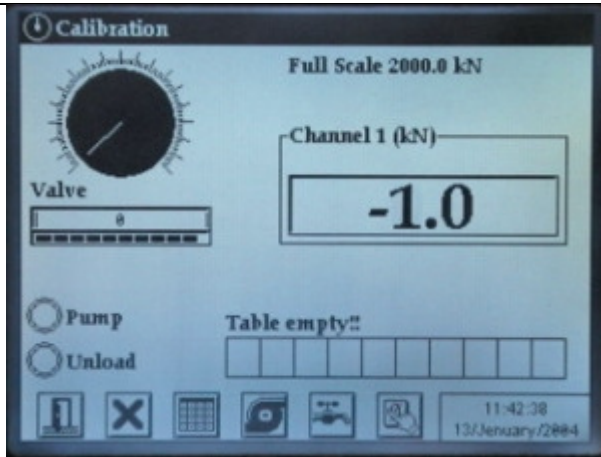 Calibration
Full Scale 2000.0 kN
Channel 1 (kN)
-1.0
Valve
0
Pump
Table empty!!
Unload
11:42:38
13/Jenuary/2004